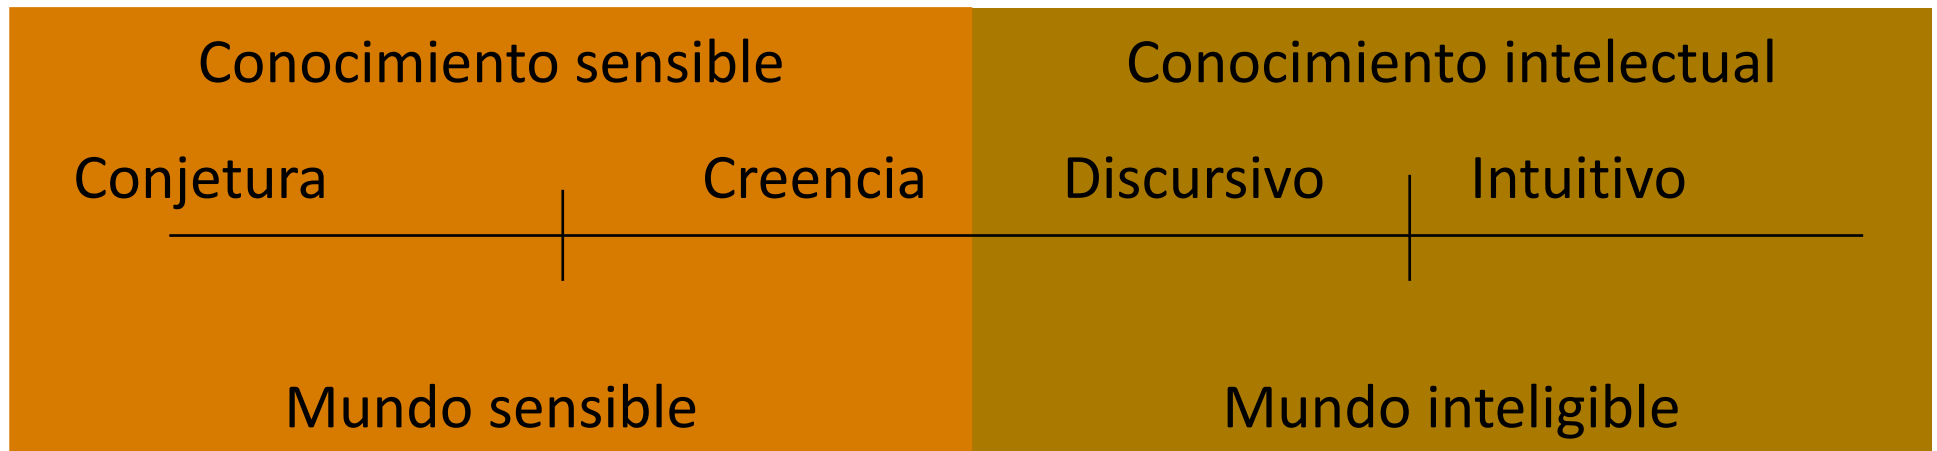 Conocimiento sensible
Conocimiento intelectual
Conjetura
Creencia
Discursivo
Intuitivo
Mundo sensible
Mundo inteligible